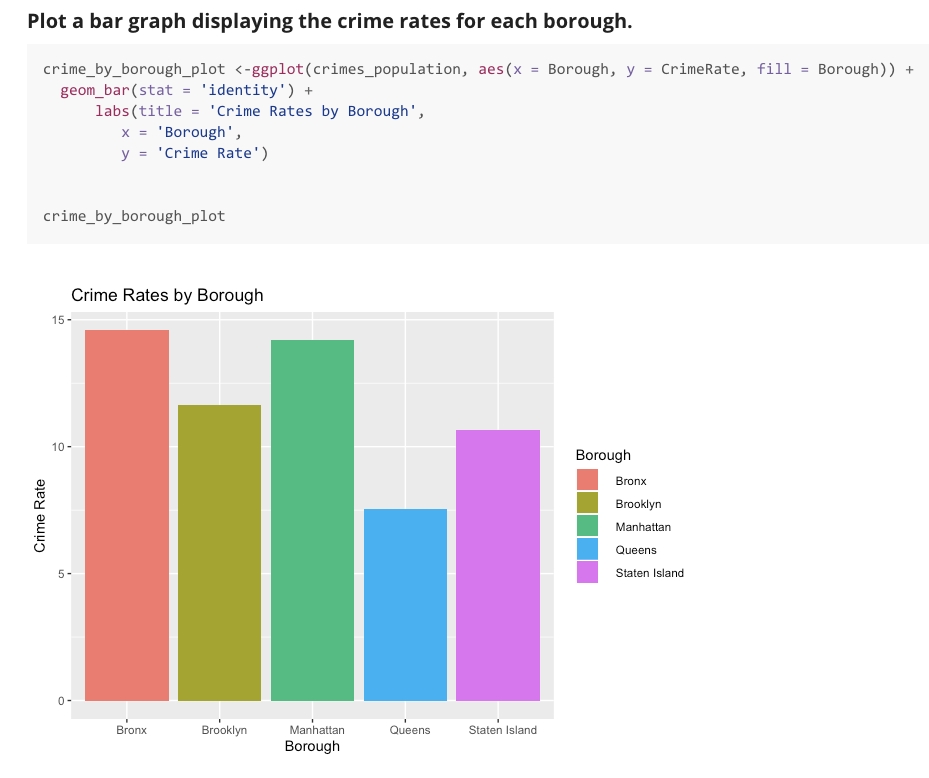 Plot a bar graph displaying the crime rates for each borough.
crime_by_borough_plot <-ggplot(crimes_population, aes(x = Borough, y = CrimeRate, fill = Borough)) +
  geom_bar(stat = 'identity') +
      labs(title = 'Crime Rates by Borough',
         x = 'Borough',
         y = 'Crime Rate')
crime_by_borough_plot
Crime Rates by Borough
15
10
5
0
Crime Rate
Bronx
Brooklyn
Manhattan
Queens
Staten Island
Borough
Borough
Bronx
Brooklyn
Manhattan
Queens
Staten Island